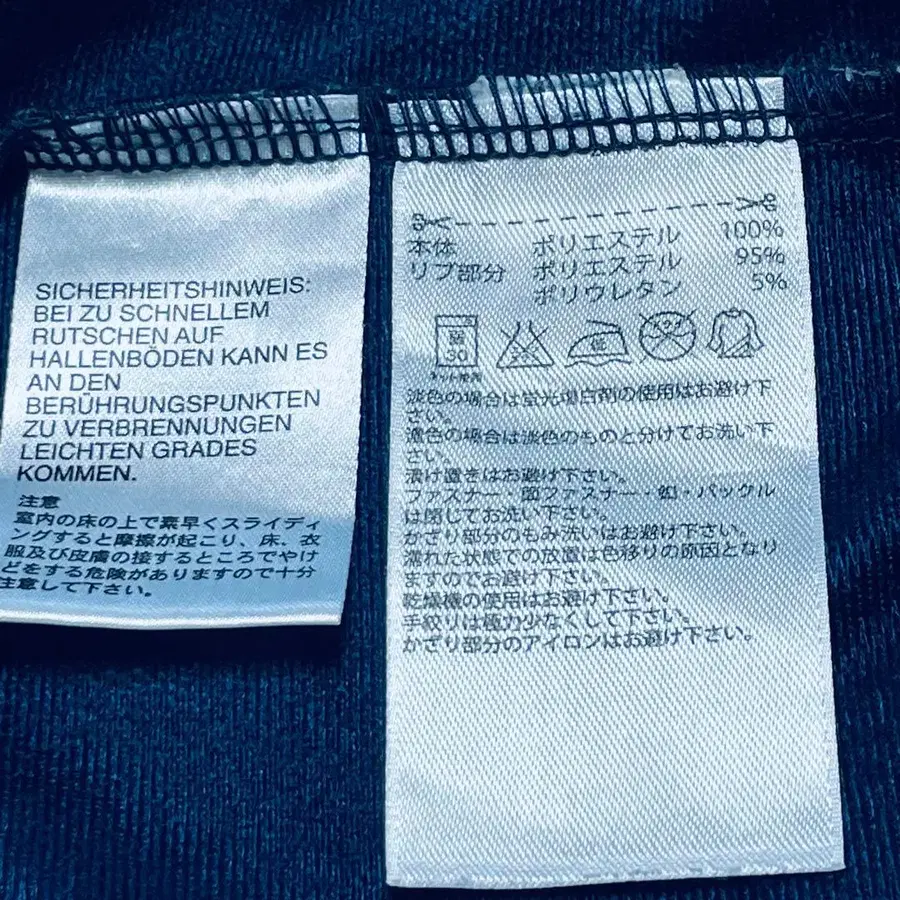 SICHERHEITSHINWEIS:
BEI ZU SCHNELLEM
RUTSCHEN AUF
HALLENBÖDEN KANN ES
AN DEN
BERÜHRUNGSPUNKTEN
ZU VERBRENNUNGEN
LEICHTEN GRADES
KOMMEN.
注意
室内の床の上で素早くスライディ
ングすると摩擦が起こり、床、衣
服及び皮膚の接するところでやけ
どをする危険がありますので十分
注意して下さい。
本体 ポリエステル 100%
リブ部分 ポリエステル 95%
ポリウレタン 5%
弱
30
ネット使用
低
淡色の場合は蛍光増白剤の使用はお避け下
さい。
濃色の場合は淡色のものと分けてお洗い下
さい。
漬け置きはお避け下さい。
ファスナー・面ファスナー・釦・バックル
は閉じてお洗い下さい。
かざり部分のもみ洗いはお避け下さい。
濡れた状態での放置は色移りの原因となり
ますのでお避け下さい。
乾燥機の使用はお避け下さい。
手絞りは極力少なくして下さい。
かざり部分のアイロンはお避け下さい。